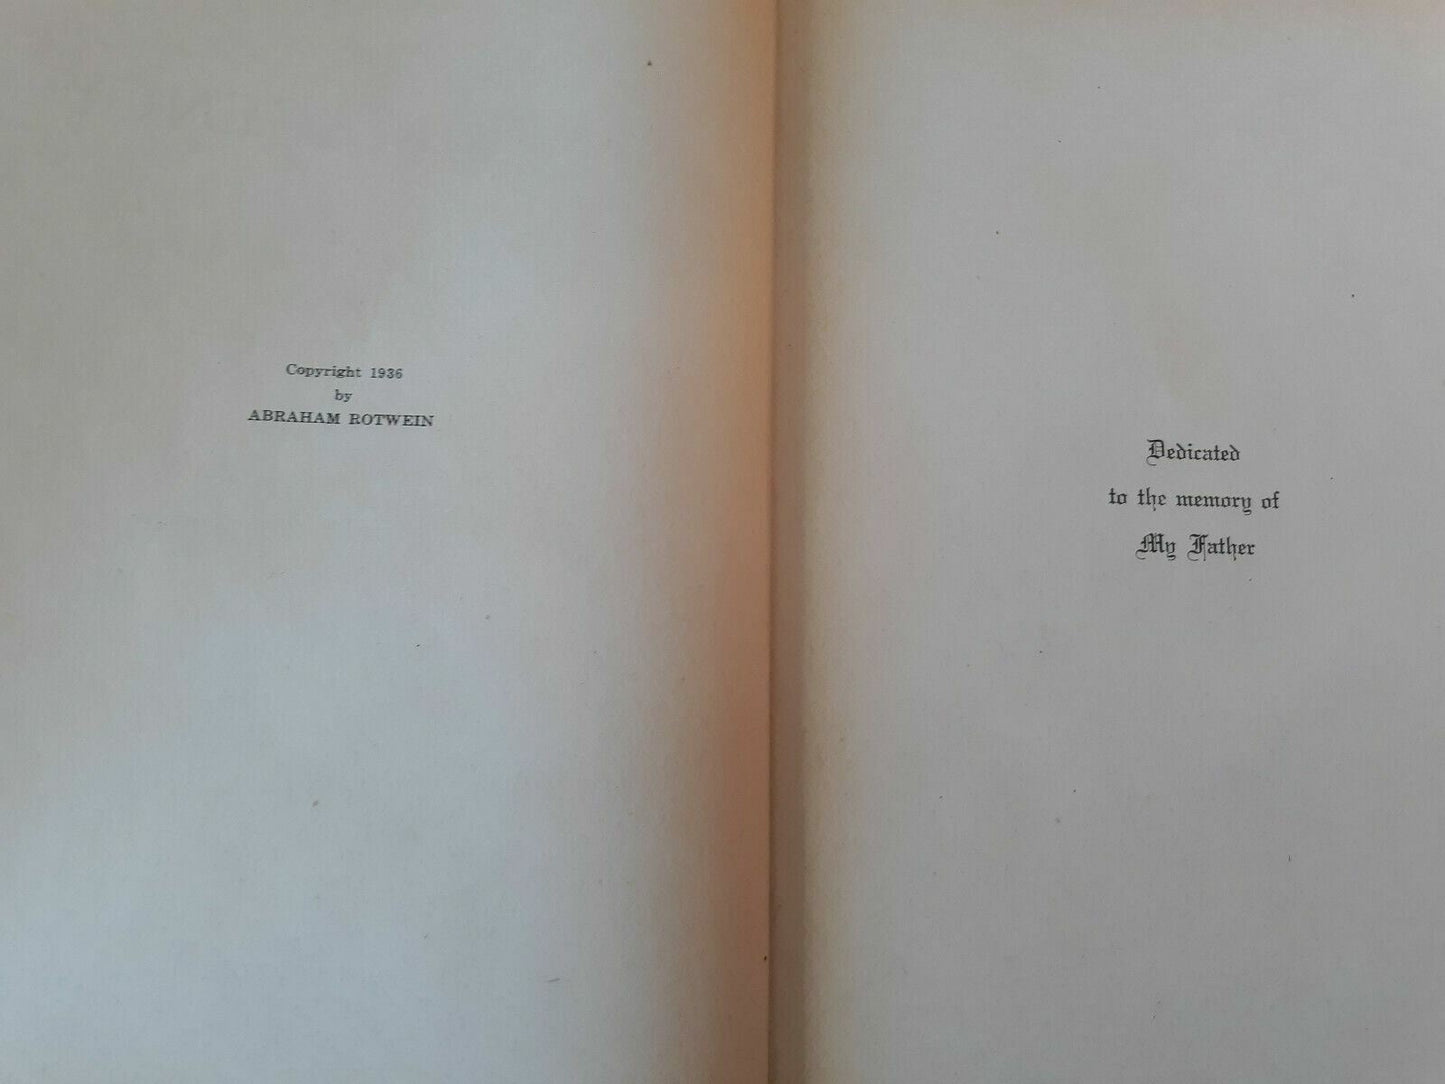 Copyright 1936
by
ABRAHAM ROTWEIN
Dedicated
to the memory of
My Father